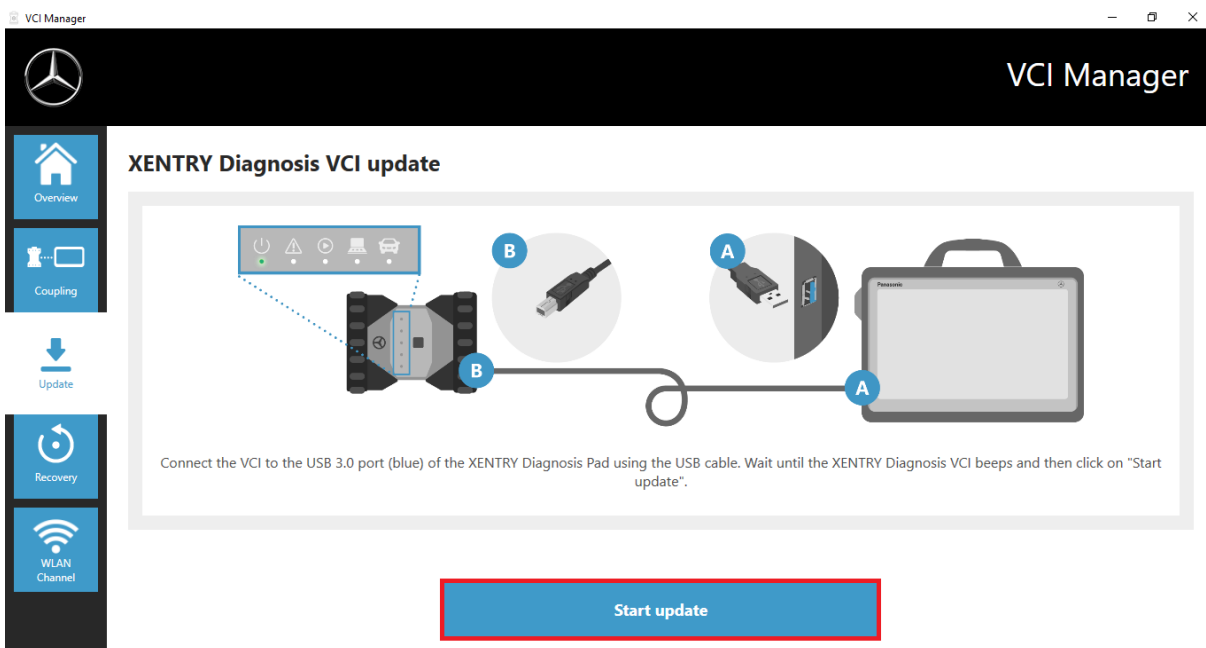 VCI Manager
VCI Manager
Overview
Coupling
Update
Recovery
WLAN
Channel
XENTRY Diagnosis VCI update
B
A
Panasonic
B
A
Connect the VCI to the USB 3.0 port (blue) of the XENTRY Diagnosis Pad using the USB cable. Wait until the XENTRY Diagnosis VCI beeps and then click on "Start
update".
Start update